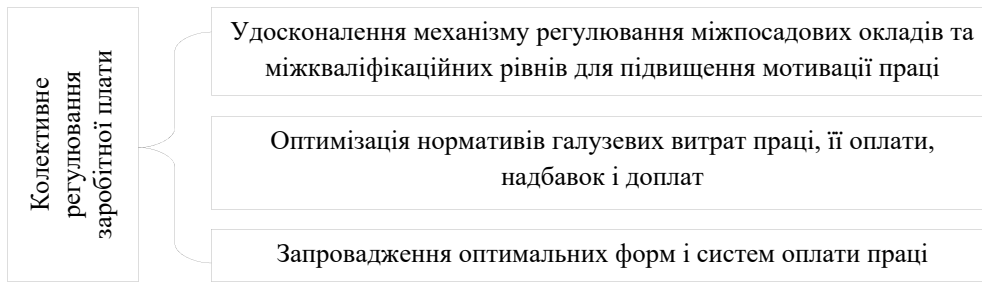 Колективне
регулювання
заробітної плати
Удосконалення механізму регулювання міжпосадових окладів та
міжкваліфікаційних рівнів для підвищення мотивації праці
Оптимізація нормативів галузевих витрат праці, її оплати,
надбавок і доплат
Запровадження оптимальних форм і систем оплати праці